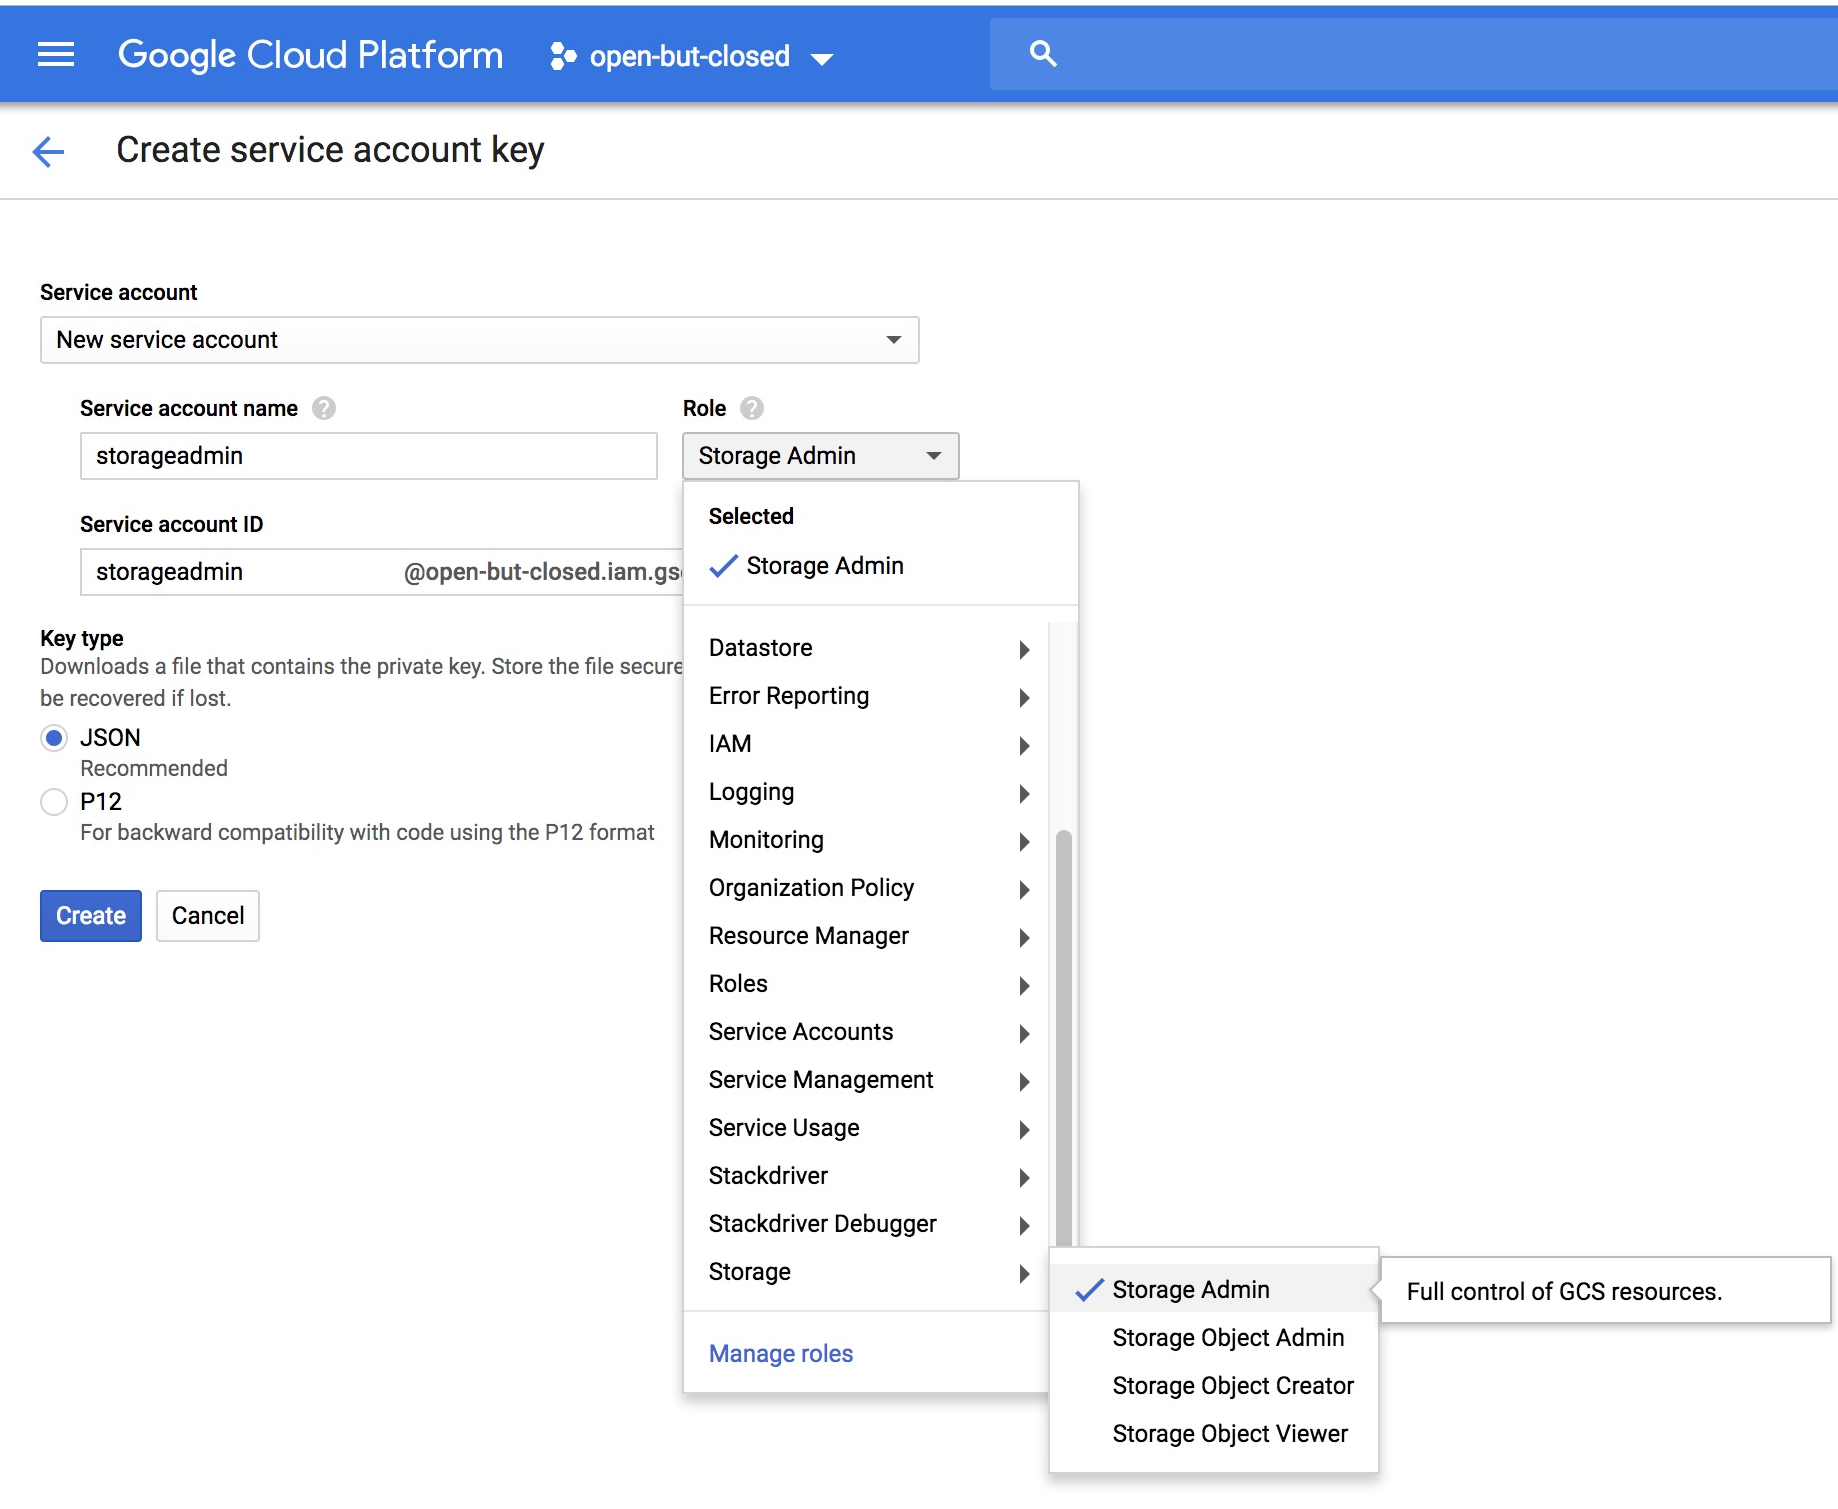 Google Cloud Platform open-but-closed
Create service account key
Service account
New service account
Service account name ? Role ?
storageadmin Storage Admin
Selected
Service account ID
storageadmin @open-but-closed.iam.gs
Storage Admin
Key type
Downloads a file that contains the private key. Store the file secure
be recovered if lost.
JSON
Recommended
P12
For backward compatibility with code using the P12 format
Create Cancel
Datastore
Error Reporting
IAM
Logging
Monitoring
Organization Policy
Resource Manager
Roles
Service Accounts
Service Management
Service Usage
Stackdriver
Stackdriver Debugger
Storage
Manage roles
Storage Admin
Storage Object Admin
Storage Object Creator
Storage Object Viewer
Full control of GCS resources.